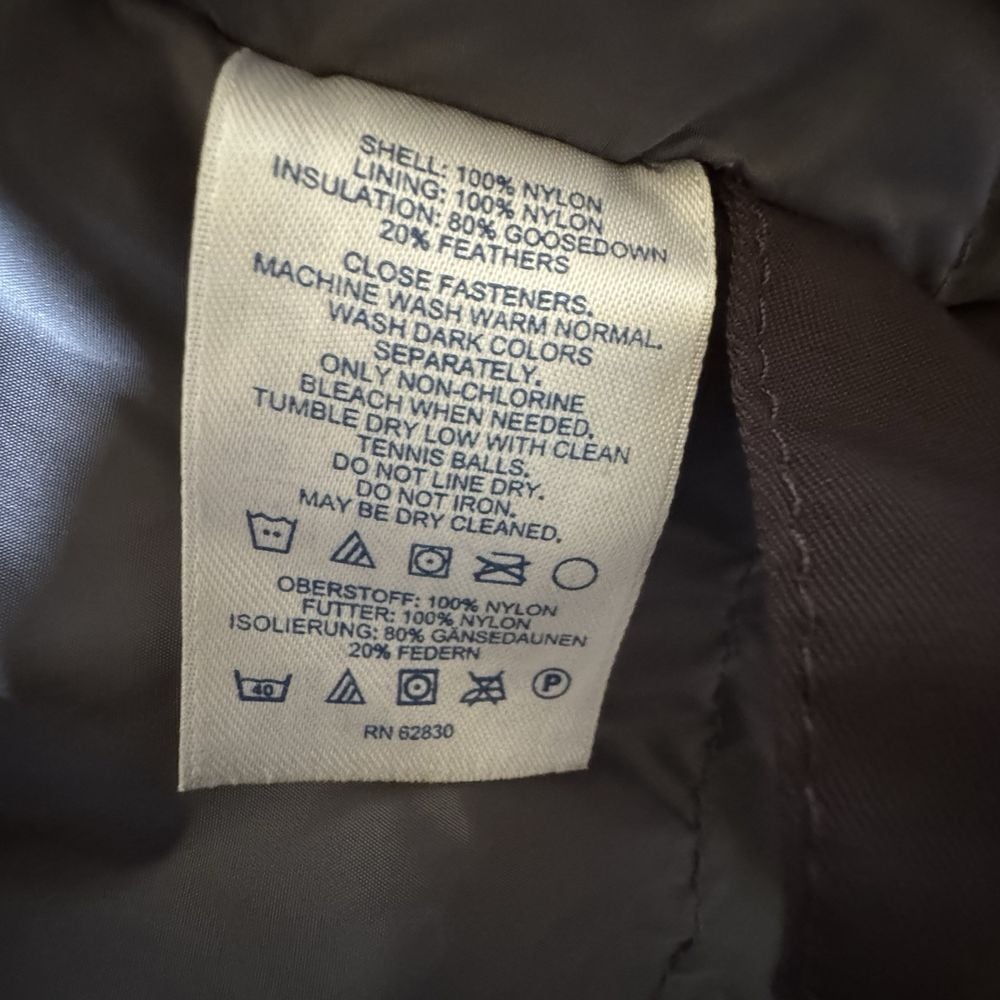 SHELL: 100% NYLON
LINING: 100% NYLON
INSULATION: 80% GOOSEDOWN
20% FEATHERS
CLOSE FASTENERS.
MACHINE WASH WARM NORMAL.
WASH DARK COLORS
SEPARATELY.
ONLY NON-CHLORINE
BLEACH WHEN NEEDED.
TUMBLE DRY LOW WITH CLEAN
TENNIS BALLS.
DO NOT LINE DRY.
DO NOT IRON.
MAY BE DRY CLEANED.
OBERSTOFF: 100% NYLON
FUTTER: 100% NYLON
ISOLIERUNG: 80% GÄNSEDAUNEN
20% FEDERN
40 P
RN 62830